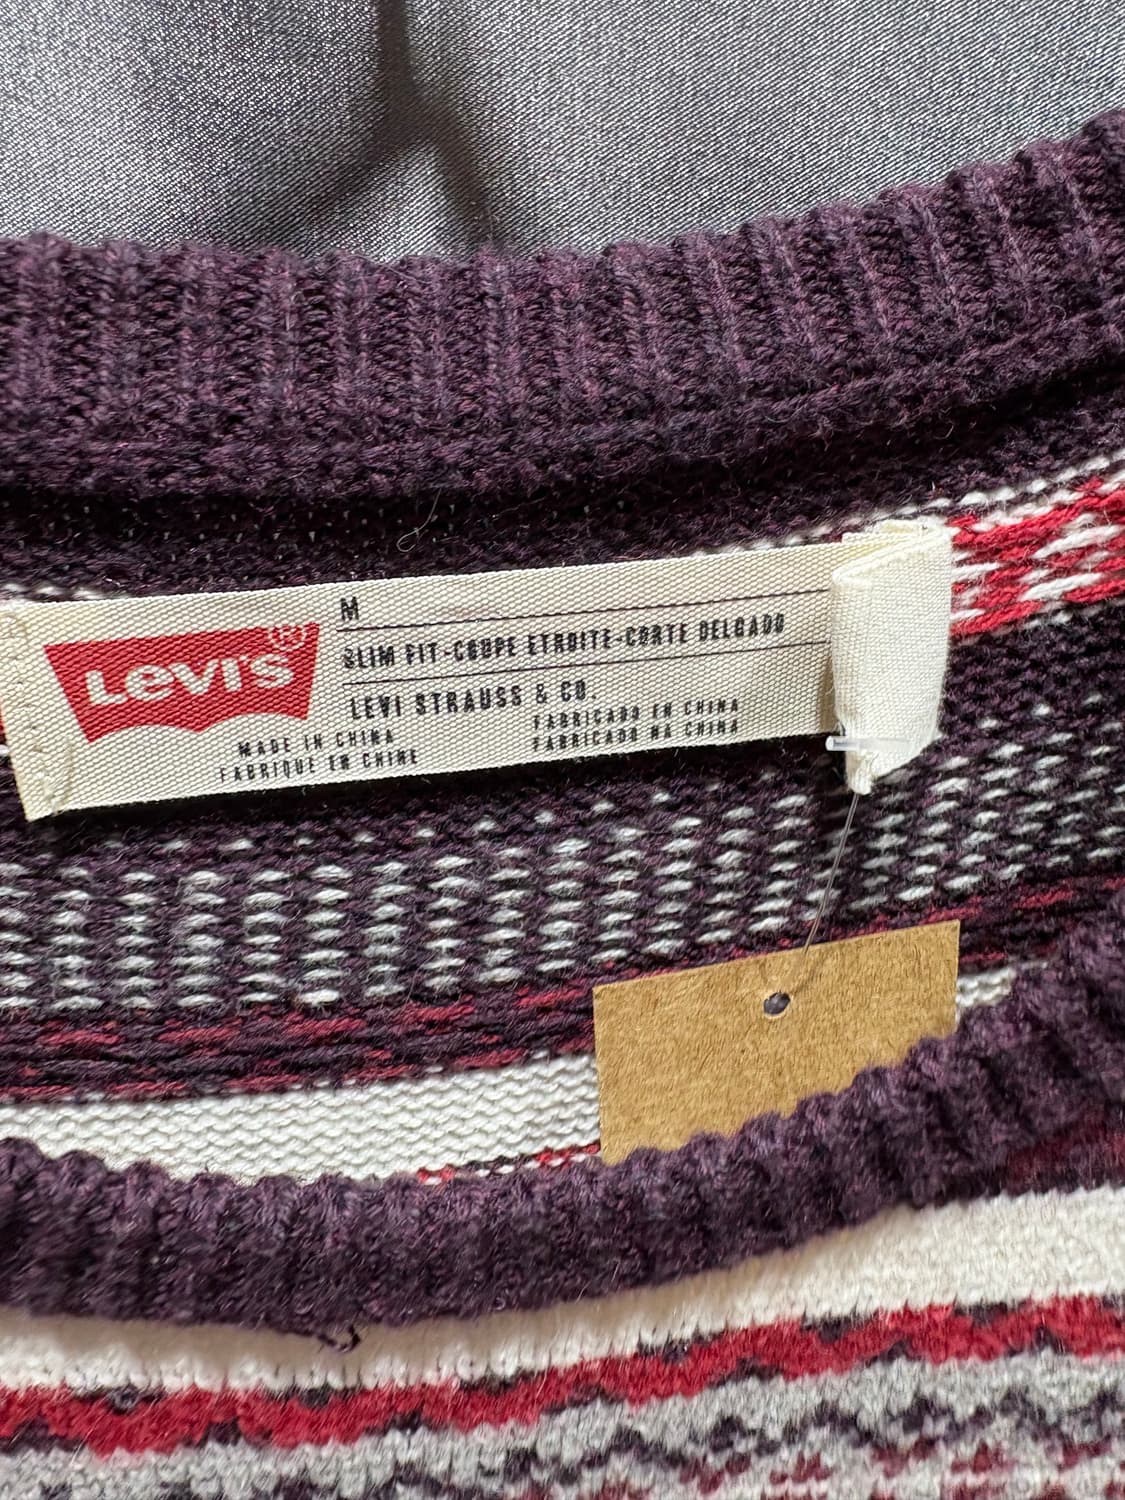 LEVI'S®
M
SLIM FIT-COUPE ETROITE-CORTE DELGADO
LEVI STRAUSS & CO.
MADE IN CHINA
FABRIQUE EN CHINE
FABRICADO EN CHINA
FABRICADO NA CHINA